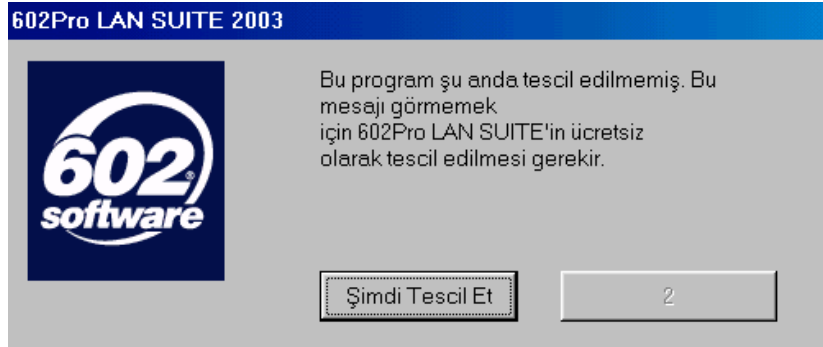 602Pro LAN SUITE 2003
Bu program şu anda tescil edilmemiş. Bu
mesajı görmemek
için 602Pro LAN SUITE'in ücretsiz
olarak tescil edilmesi gerekir.
602®
software
Şimdi Tescil Et
2